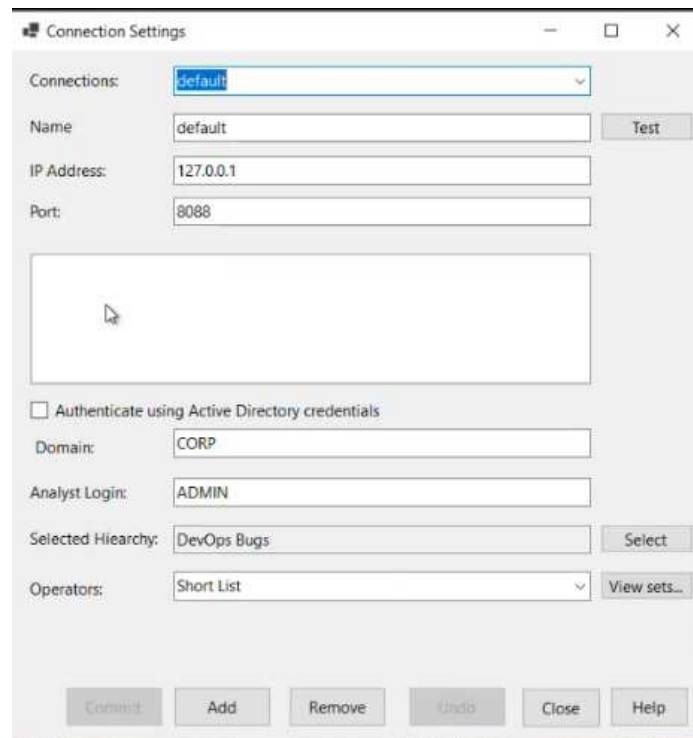 Connection Settings
Connections: default
Name default Test
IP Address: 127.0.0.1
Port: 8088
Authenticate using Active Directory credentials
Domain: CORP
Analyst Login: ADMIN
Selected Hiearchy: DevOps Bugs Select
Operators: Short List View sets...
Commit Add Remove Undo Close Help